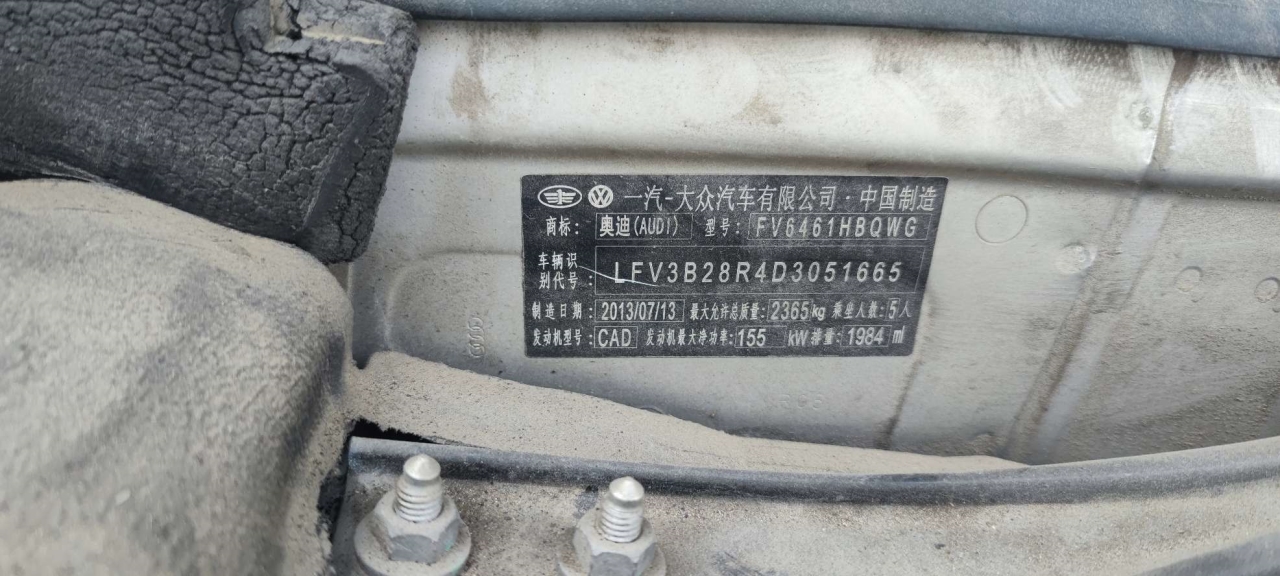 一汽-大众汽车有限公司·中国制造
商标: 奥迪(AUDI) 型号: FV6461HBQWG
车辆识
别代号: LFV3B28R4D3051665
制造日期: 2013/07/13 最大允许总质量: 2365kg 乘坐人数: 5人
发动机型号: CAD 发动机最大净功率: 155 kW 排量: 1984 ml